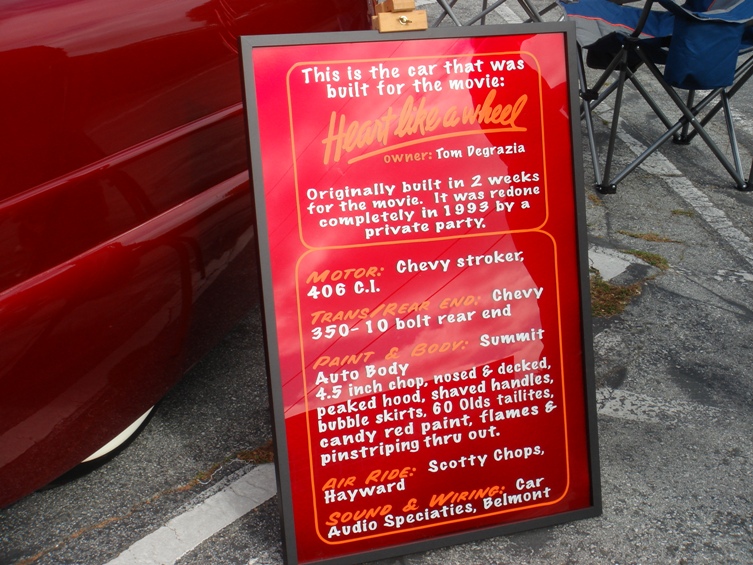 This is the car that was
built for the movie:
Heart like a wheel
owner: Tom Degrazia
Originally built in 2 weeks
for the movie. It was redone
completely in 1993 by a
private party.
MOTOR: Chevy stroker,
406 C.I.
TRANS/REAR END: Chevy
350-10 bolt rear end
PAINT & BODY: Summit
Auto Body
4.5 inch chop, nosed & decked,
peaked hood, shaved handles,
bubble skirts, 60 Olds tailites,
candy red paint, flames &
pinstriping thru out.
AIR RIDE: Scotty Chops,
Hayward
SOUND & WIRING: Car
Audio Speciaties, Belmont